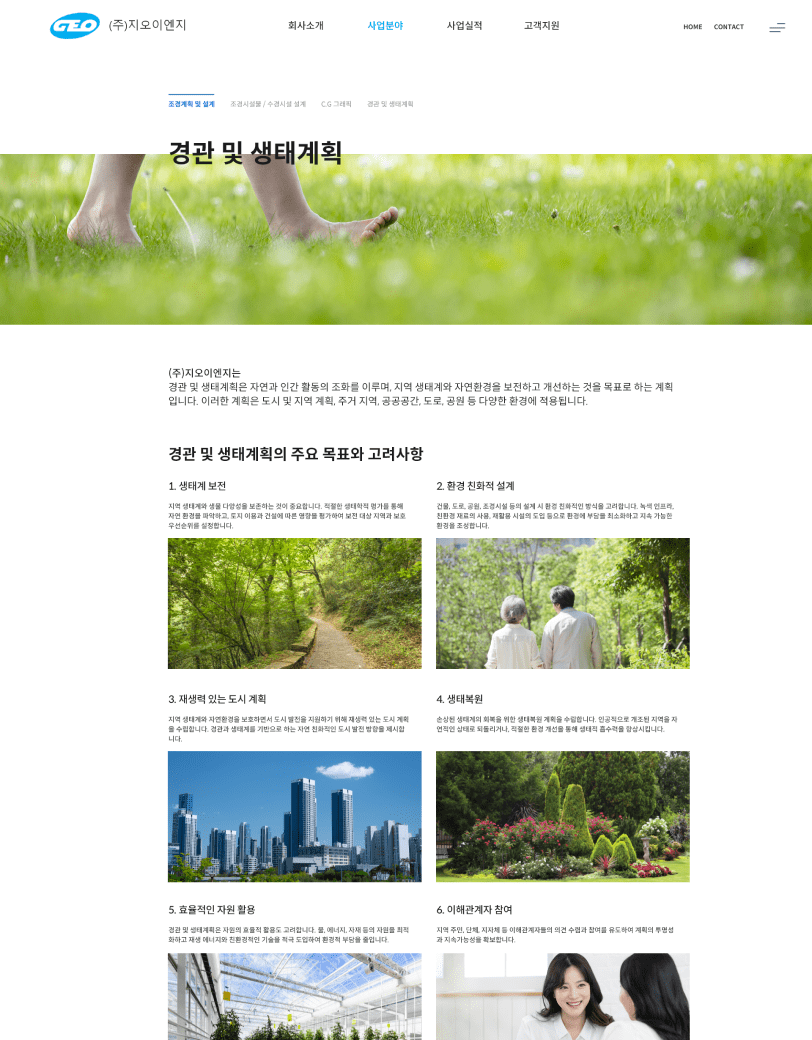 GEO (주)지오이엔지
회사소개 사업분야 사업실적 고객지원
HOME CONTACT
조경계획 및 설계 조경시설물 / 수경시설 설계 C.G 그래픽 경관 및 생태계획
경관 및 생태계획
(주)지오이엔지는
경관 및 생태계획은 자연과 인간 활동의 조화를 이루며, 지역 생태계와 자연환경을 보전하고 개선하는 것을 목표로 하는 계획
입니다. 이러한 계획은 도시 및 지역 계획, 주거 지역, 공공공간, 도로, 공원 등 다양한 환경에 적용됩니다.
경관 및 생태계획의 주요 목표와 고려사항
1. 생태계 보전
지역 생태계와 생물 다양성을 보존하는 것이 중요합니다. 적절한 생태학적 평가를 통해
자연 환경을 파악하고, 토지 이용과 건설에 따른 영향을 평가하여 보전 대상 지역과 보호
우선순위를 설정합니다.
2. 환경 친화적 설계
건물, 도로, 공원, 조경시설 등의 설계 시 환경 친화적인 방식을 고려합니다. 녹색 인프라,
친환경 재료의 사용, 재활용 시설의 도입 등으로 환경에 부담을 최소화하고 지속 가능한
환경을 조성합니다.
3. 재생력 있는 도시 계획
지역 생태계와 자연환경을 보호하면서 도시 발전을 지원하기 위해 재생력 있는 도시 계획
을 수립합니다. 경관과 생태계를 기반으로 하는 자연 친화적인 도시 발전 방향을 제시합
니다.
4. 생태복원
손상된 생태계의 회복을 위한 생태복원 계획을 수립합니다. 인공적으로 개조된 지역을 자
연적인 상태로 되돌리거나, 적절한 환경 개선을 통해 생태적 흡수력을 향상시킵니다.
5. 효율적인 자원 활용
경관 및 생태계획은 자원의 효율적 활용도 고려합니다. 물, 에너지, 자재 등의 자원을 최적
화하고 재생 에너지와 친환경적인 기술을 적극 도입하여 환경적 부담을 줄입니다.
6. 이해관계자 참여
지역 주민, 단체, 지자체 등 이해관계자들의 의견 수렴과 참여를 유도하여 계획의 투명성
과 지속가능성을 확보합니다.